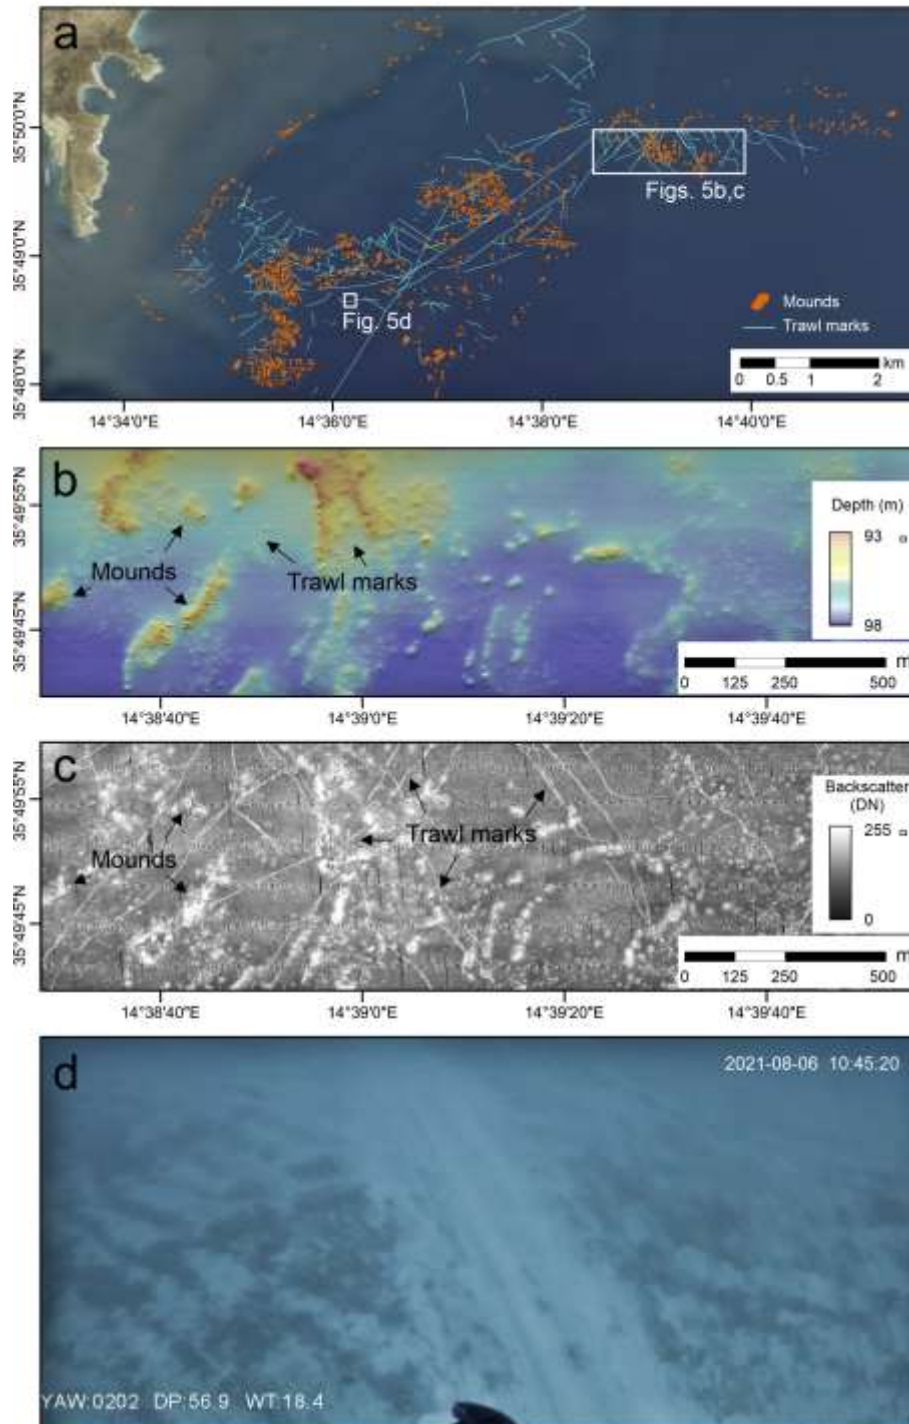 a
35°50'0"N
35°49'0"N
35°48'0"N
Figs. 5b,c
Fig. 5d
Mounds
Trawl marks
km
0 0.5 1 2
14°34'0"E 14°36'0"E 14°38'0"E 14°40'0"E
b
35°49'55"N
35°49'45"N
Mounds
Trawl marks
Depth (m)
93
98
m
0 125 250 500
14°38'40"E 14°39'0"E 14°39'20"E 14°39'40"E
c
35°49'55"N
35°49'45"N
Mounds
Trawl marks
Backscatter
(DN)
255
0
m
0 125 250 500
14°38'40"E 14°39'0"E 14°39'20"E 14°39'40"E
d
2021-08-06 10:45:20
YAW:0202 DP:56.9 WT:18.4